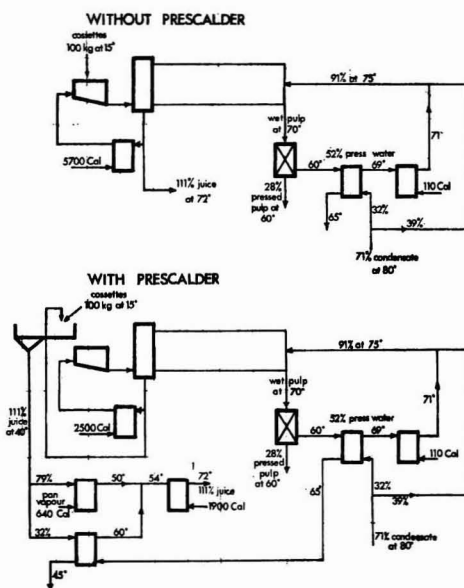 WITHOUT PRESCALDER
cossettes
100 kg at 15°
91% at 75°
wet pulp
at 70°
71°
5700 Cal
52% press water
60°
69°
111% juice
at 72°
28%
pressed
pulp at
60°
65°
110 Cal
32%
39%
71% condensate
at 80°
WITH PRESCALDER
cossettes
100 kg at 15°
91% at 75°
wet pulp
at 70°
71°
111%
juice
at 40°
2500 Cal
52% press water
60°
69°
28%
pressed
pulp at
60°
110 Cal
79%
50°
54°
72°
111% juice
65°
32%
39%
pan
vapour
640 Cal
1900 Cal
32%
60°
71% condensate
at 80°
45°